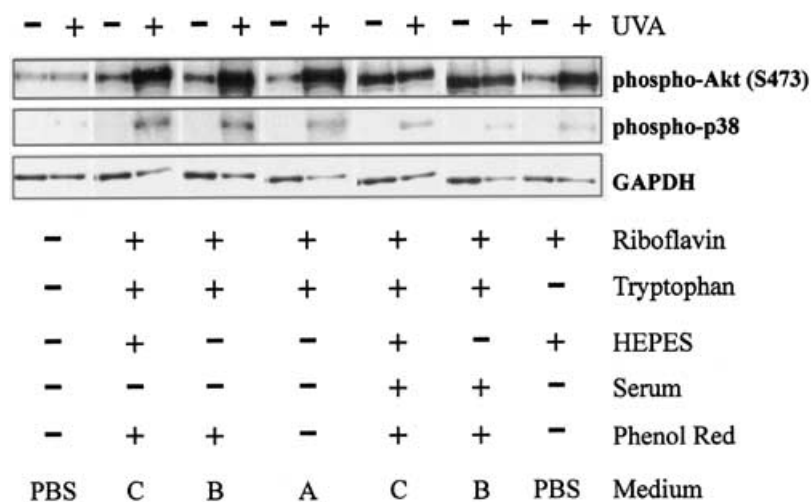 - + - + - + - + - + - + - + UVA
phospho-Akt (S473)
phospho-p38
GAPDH
- + + + + + + Riboflavin
- + + + + + - Tryptophan
- + - - + - + HEPES
- - - - + + - Serum
- + + - + + - Phenol Red
PBS C B A C B PBS Medium